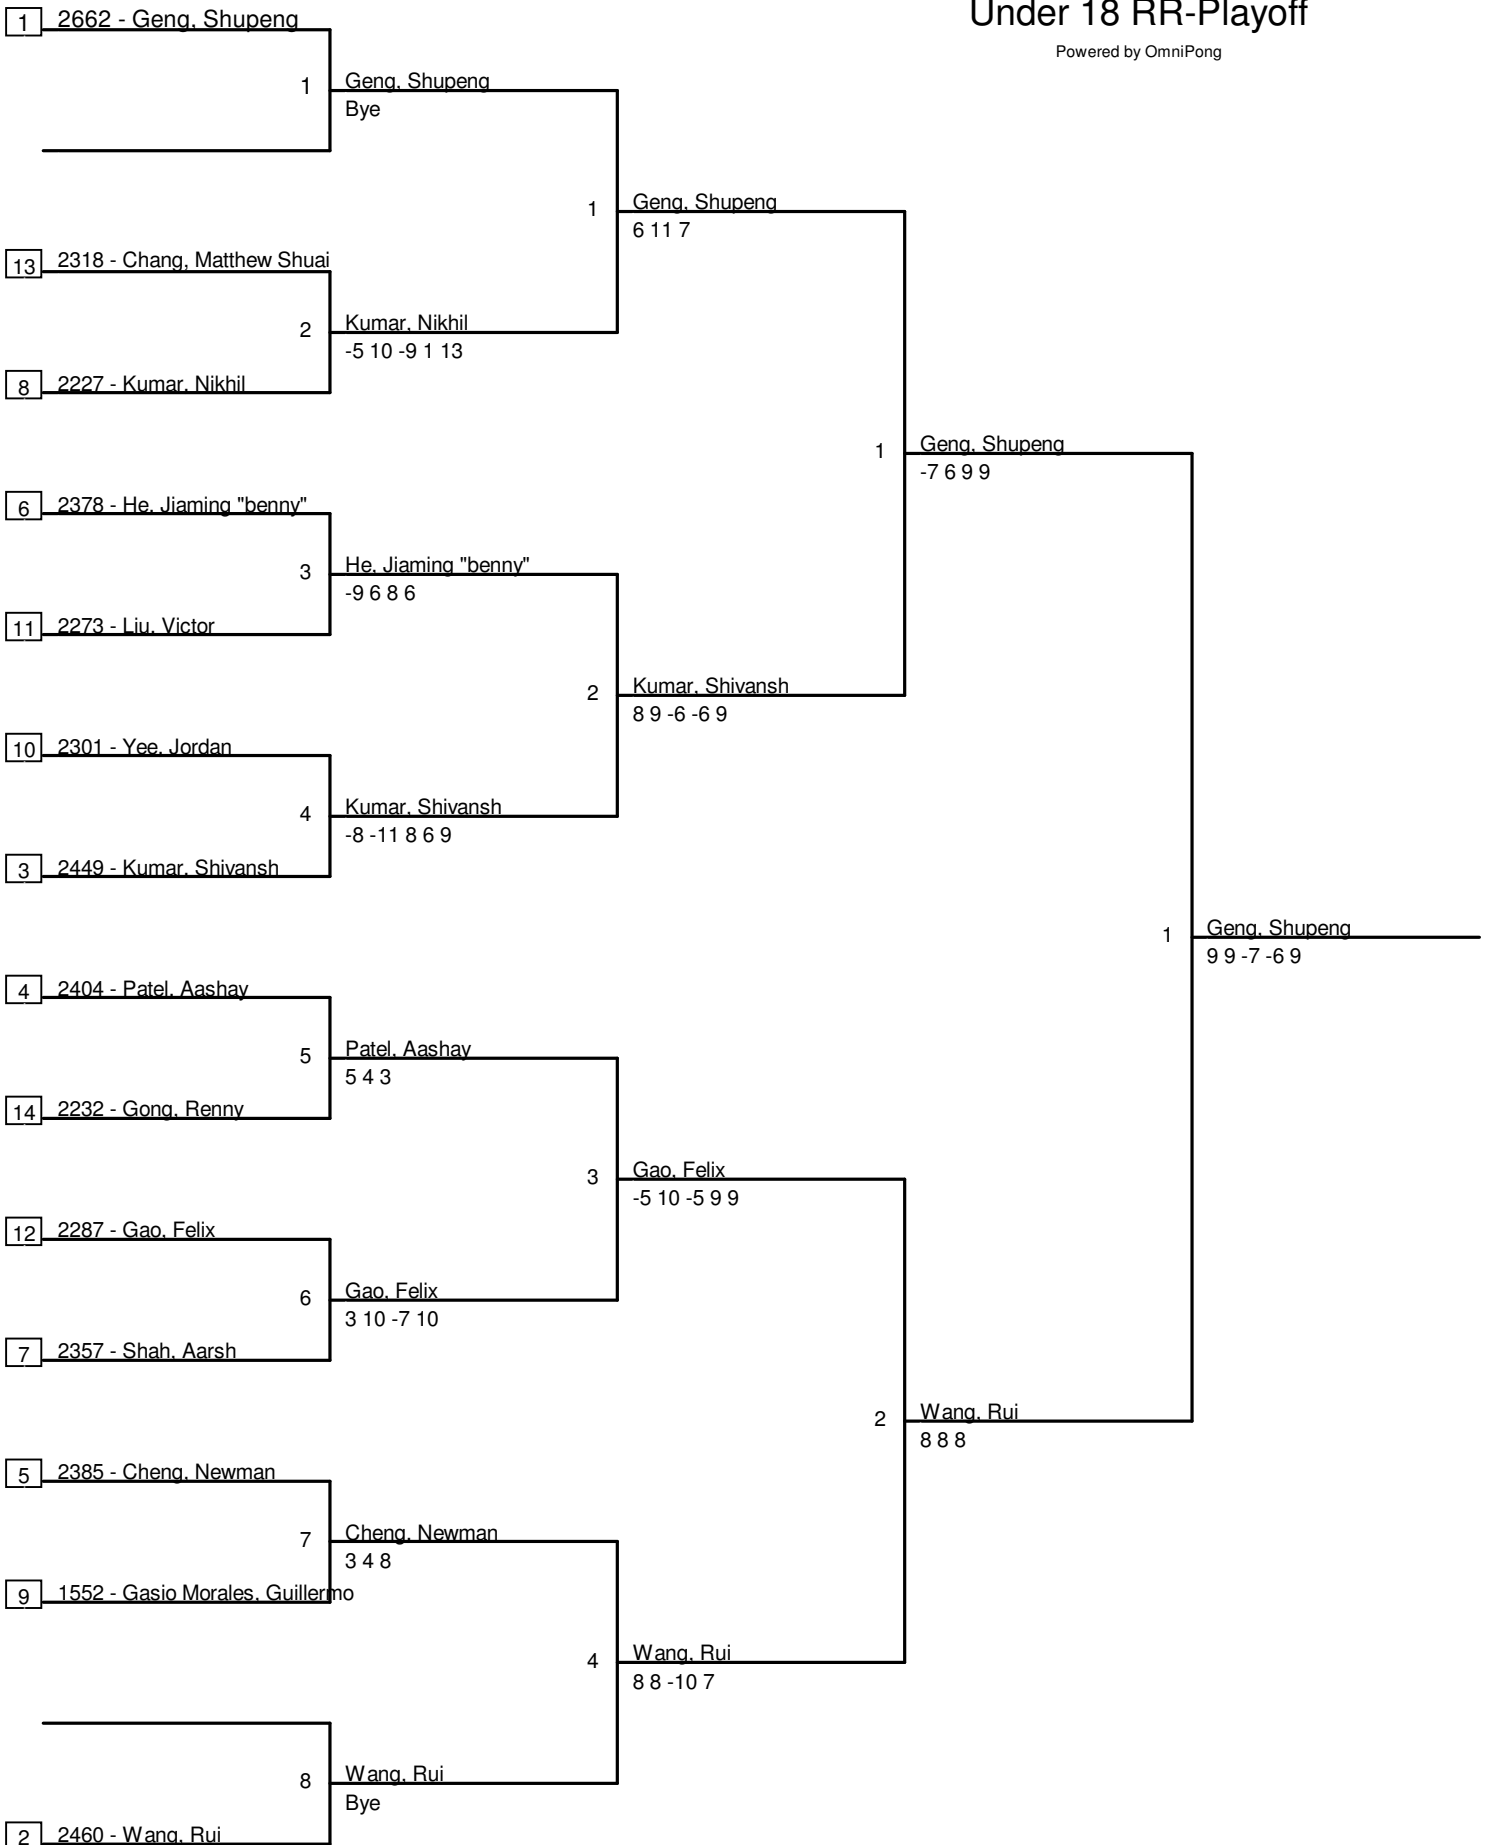 Under 18 RR-Playoff
Powered by OmniPong
1 2662 - Geng, Shupeng
1 Geng, Shupeng
Bye
1 Geng, Shupeng
6 11 7
13 2318 - Chang, Matthew Shuai
2 Kumar, Nikhil
-5 10 -9 1 13
8 2227 - Kumar, Nikhil
1 Geng, Shupeng
-7 6 9 9
6 2378 - He, Jiaming "benny"
3 He, Jiaming "benny"
-9 6 8 6
11 2273 - Liu, Victor
2 Kumar, Shivansh
8 9 -6 -6 9
10 2301 - Yee, Jordan
4 Kumar, Shivansh
-8 -11 8 6 9
3 2449 - Kumar, Shivansh
1 Geng, Shupeng
9 9 -7 -6 9
4 2404 - Patel, Aashay
5 Patel, Aashay
5 4 3
14 2232 - Gong, Renny
3 Gao, Felix
-5 10 -5 9 9
12 2287 - Gao, Felix
6 Gao, Felix
3 10 -7 10
7 2357 - Shah, Aarsh
2 Wang, Rui
8 8 8
5 2385 - Cheng, Newman
7 Cheng, Newman
3 4 8
9 1552 - Gasio Morales, Guillermo
4 Wang, Rui
8 8 -10 7
8 Wang, Rui
Bye
2 2460 - Wang, Rui